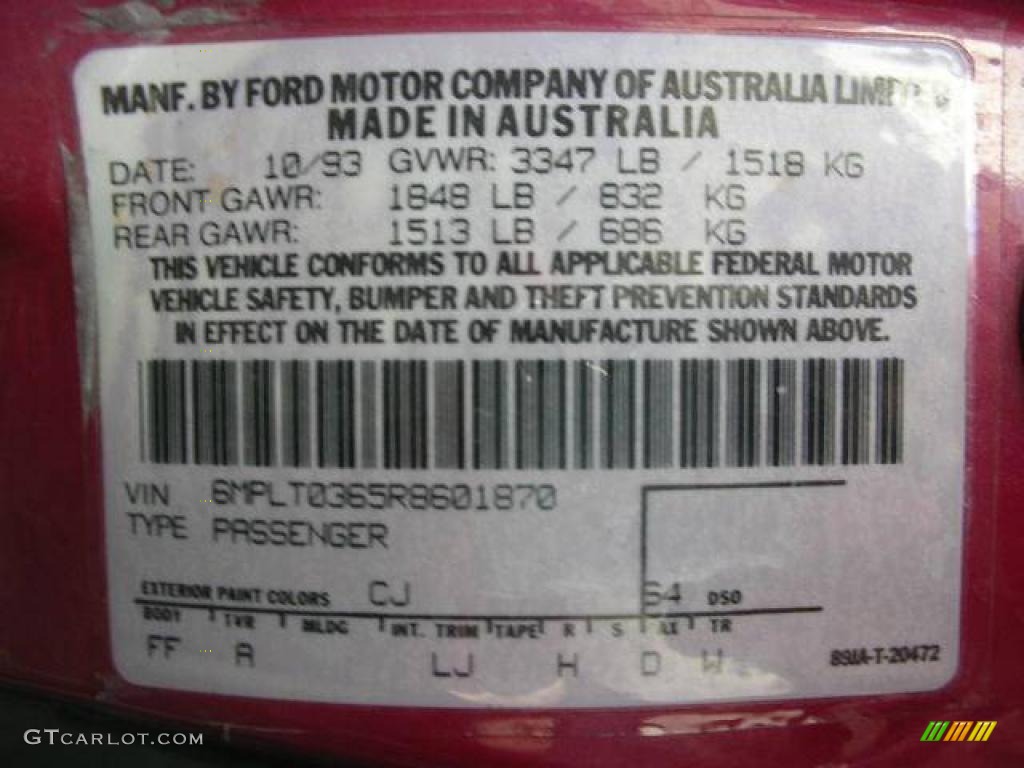 MANF. BY FORD MOTOR COMPANY OF AUSTRALIA LIMITED
MADE IN AUSTRALIA
DATE: 10/93 GVWR: 3347 LB / 1518 KG
FRONT GAWR: 1848 LB / 832 KG
REAR GAWR: 1513 LB / 686 KG
THIS VEHICLE CONFORMS TO ALL APPLICABLE FEDERAL MOTOR
VEHICLE SAFETY, BUMPER AND THEFT PREVENTION STANDARDS
IN EFFECT ON THE DATE OF MANUFACTURE SHOWN ABOVE.
VIN 6MPLT0365R8601870
TYPE PASSENGER
EXTERIOR PAINT COLORS CJ 64 DSO
BODY TVR MLDG INT. TRIM TAPE R S AX TR
FF A LJ H D W
89JA-T-20472
GTCARLOT.COM